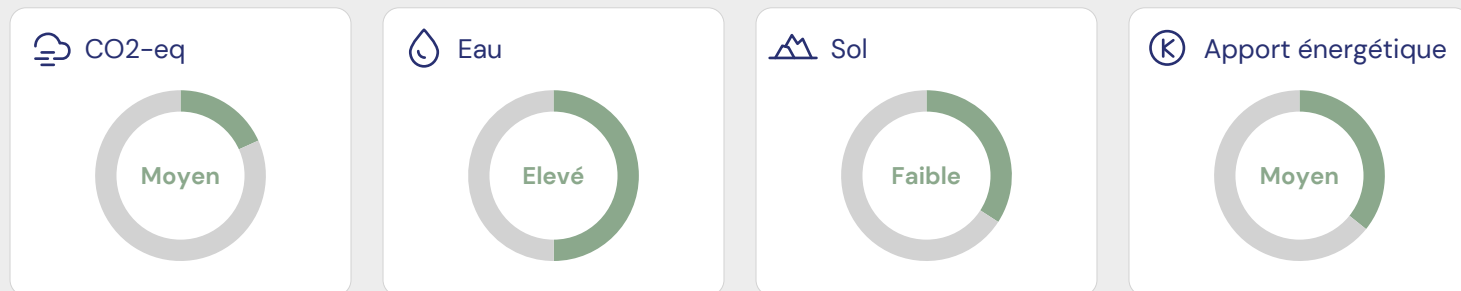 CO2-eq
Moyen
Eau
Elevé
Sol
Faible
Apport énergétique
Moyen